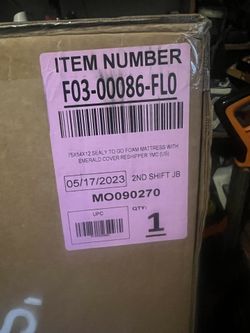 ITEM NUMBER
F03-00086-FL0
75X54X12 SEALY TO GO FOAM MATTRESS WITH
EMERALD COVER RESHIPPER 1MC (US)
05/17/2023 2ND SHIFT JB
MO090270
UPC
QTY:
1